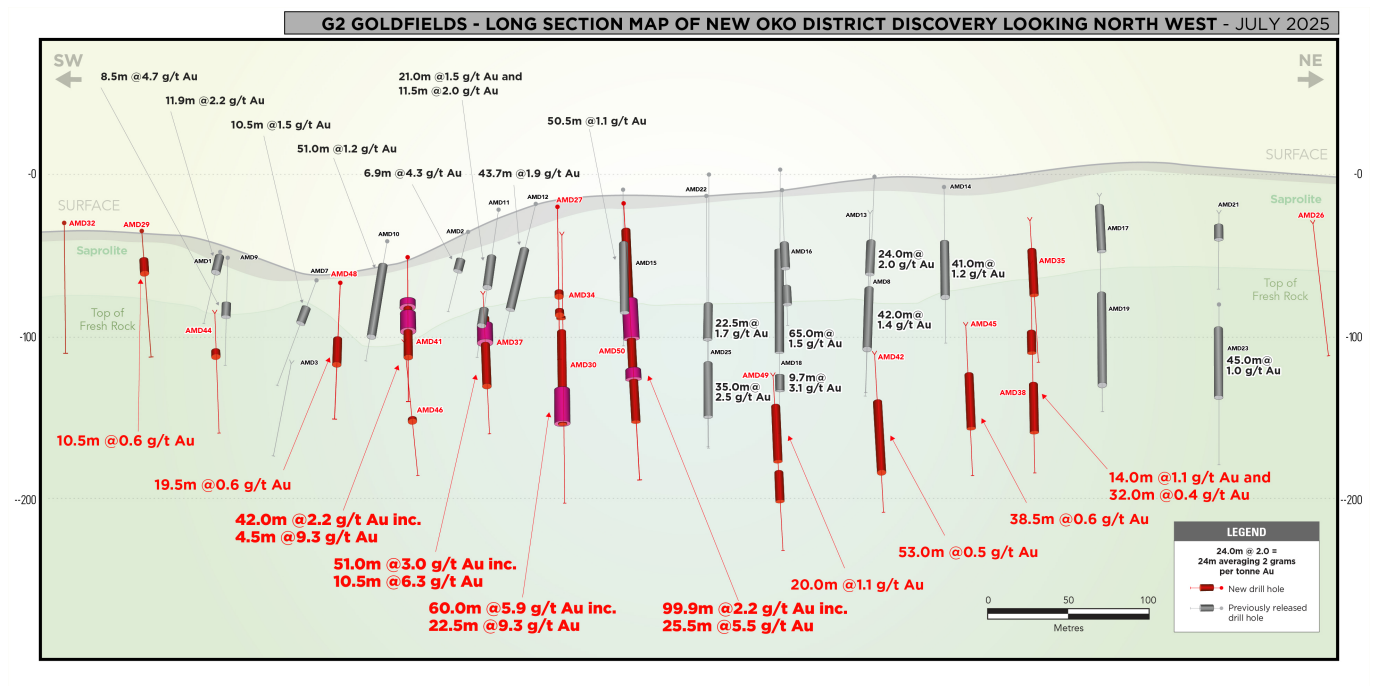 G2 GOLDFIELDS - LONG SECTION MAP OF NEW OKO DISTRICT DISCOVERY LOOKING NORTH WEST - JULY 2025
SW
NE
8.5m @4.7 g/t Au
11.9m @2.2 g/t Au
10.5m @1.5 g/t Au
51.0m @1.2 g/t Au
6.9m @4.3 g/t Au
21.0m @1.5 g/t Au and
11.5m @2.0 g/t Au
43.7m @1.9 g/t Au
50.5m @1.1 g/t Au
SURFACE
-0
-0
SURFACE
Saprolite
Saprolite
Top of
Fresh Rock
Top of
Fresh Rock
-100
-100
--200
--200
AMD32
AMD29
AMD1
AMD9
AMD44
AMD7
AMD48
AMD3
AMD10
AMD41
AMD46
AMD2
AMD11
AMD12
AMD37
AMD27
AMD34
AMD30
AMD15
AMD50
AMD22
AMD25
AMD16
AMD18
AMD49
AMD13
AMD8
AMD42
AMD14
AMD45
AMD35
AMD38
AMD17
AMD19
AMD21
AMD23
AMD26
22.5m@
1.7 g/t Au
35.0m@
2.5 g/t Au
65.0m@
1.5 g/t Au
9.7m@
3.1 g/t Au
24.0m@
2.0 g/t Au
42.0m@
1.4 g/t Au
41.0m@
1.2 g/t Au
45.0m@
1.0 g/t Au
10.5m @0.6 g/t Au
19.5m @0.6 g/t Au
42.0m @2.2 g/t Au inc.
4.5m @9.3 g/t Au
51.0m @3.0 g/t Au inc.
10.5m @6.3 g/t Au
60.0m @5.9 g/t Au inc.
22.5m @9.3 g/t Au
99.9m @2.2 g/t Au inc.
25.5m @5.5 g/t Au
20.0m @1.1 g/t Au
53.0m @0.5 g/t Au
38.5m @0.6 g/t Au
14.0m @1.1 g/t Au and
32.0m @0.4 g/t Au
0 50 100
Metres
LEGEND
24.0m @ 2.0 =
24m averaging 2 grams
per tonne Au
New drill hole
Previously released
drill hole